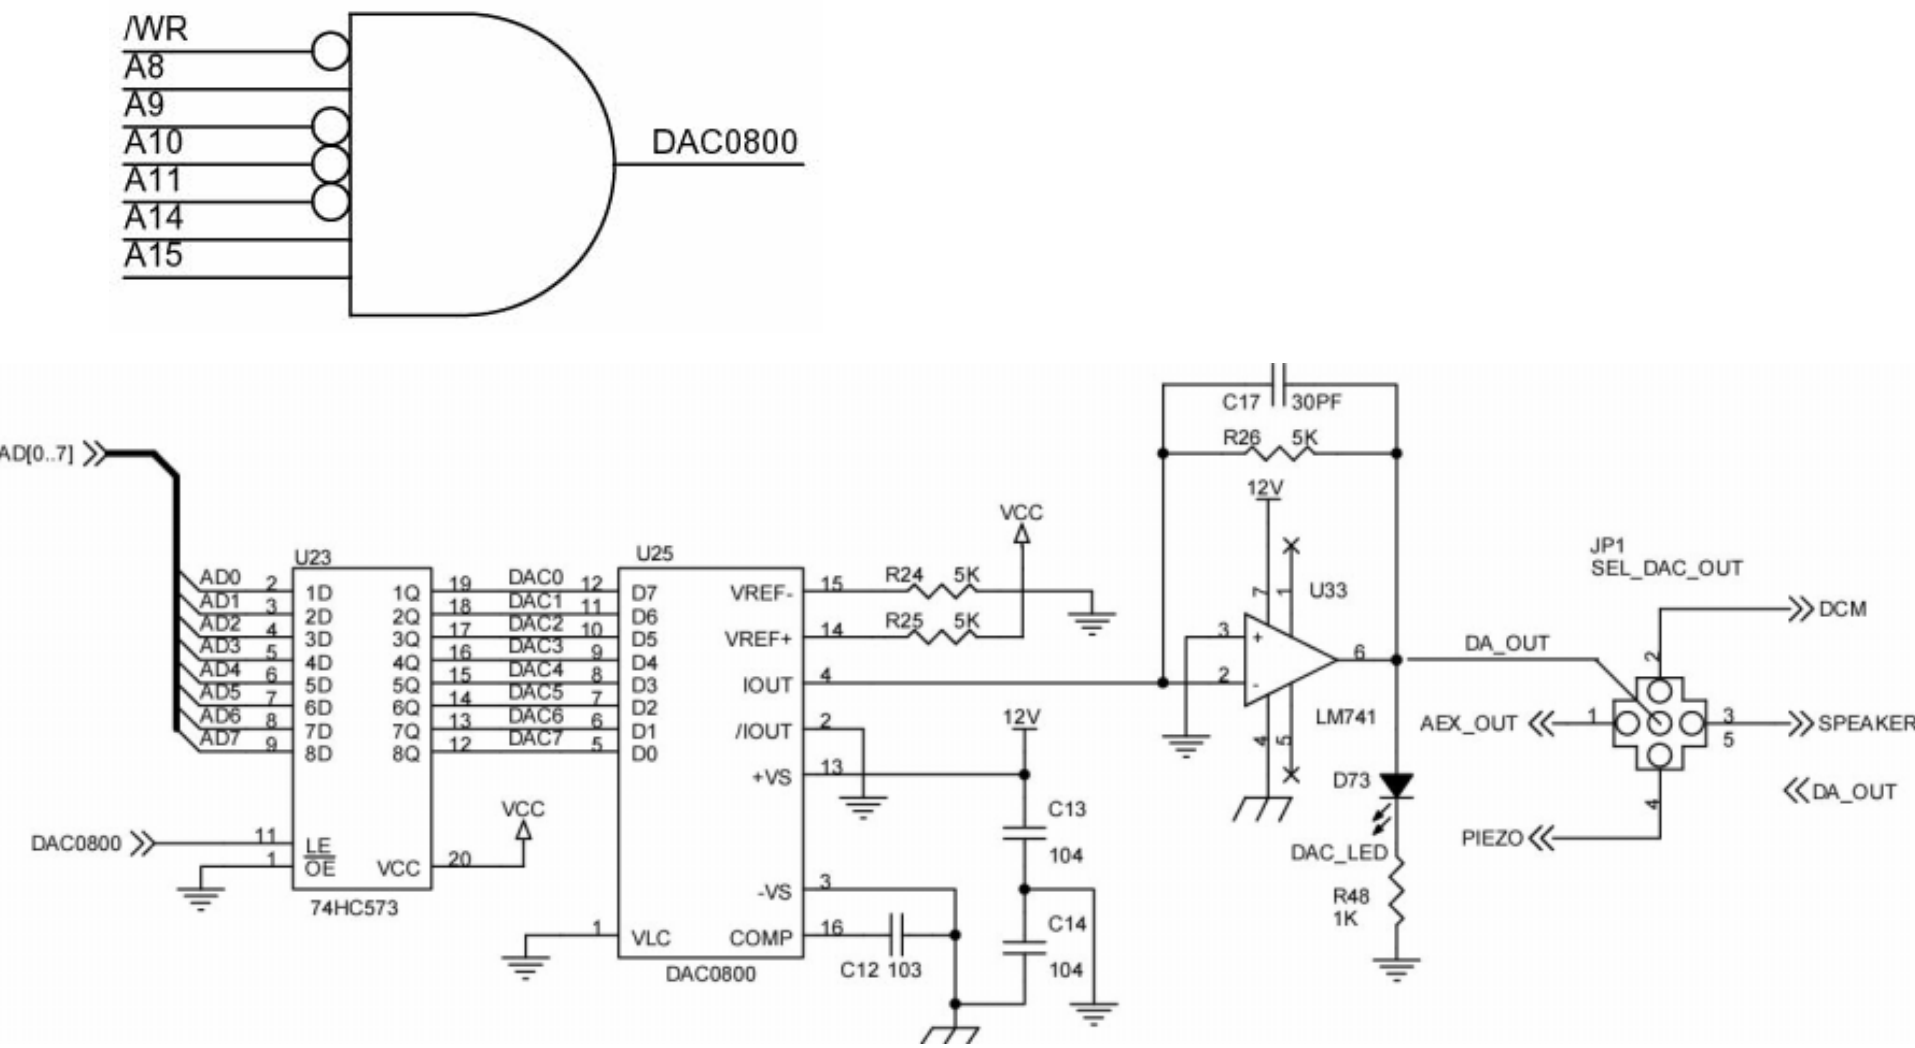 /WR
A8
A9
A10
A11
A14
A15
DAC0800
C17 30PF
R26 5K
12V
AD[0..7]
VCC
U23
U25
U33
JP1
SEL_DAC_OUT
AD0 2 1D 1Q 19 DAC0 12 D7 VREF- 15 R24 5K
AD1 3 2D 2Q 18 DAC1 11 D6
AD2 4 3D 3Q 17 DAC2 10 D5 VREF+ 14 R25 5K
AD3 5 4D 4Q 16 DAC3 9 D4
AD4 6 5D 5Q 15 DAC4 8 D3 IOUT 4
AD5 7 6D 6Q 14 DAC5 7 D2
AD6 8 7D 7Q 13 DAC6 6 D1 /IOUT 2
AD7 9 8D 8Q 12 DAC7 5 D0
+VS 13
12V
7 1
3 +
2 -
6
4 5
LM741
DA_OUT
2 DCM
AEX_OUT 1
3 SPEAKER
5
DA_OUT
PIEZO 4
D73
DAC_LED
R48
1K
C13
104
C14
104
VCC
DAC0800 11 LE
1 OE VCC 20
74HC573
-VS 3
1 VLC COMP 16
C12 103
DAC0800